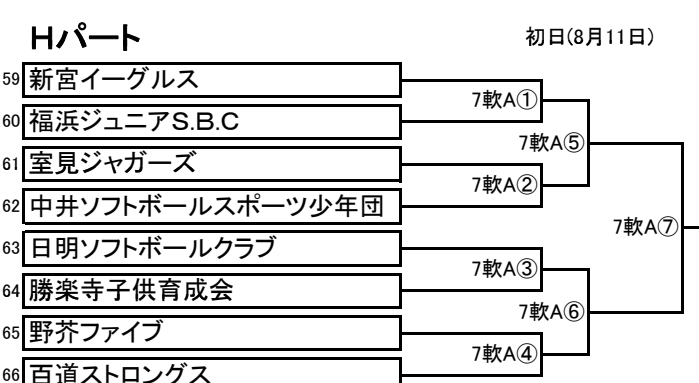 Hパート
初日(8月11日)
59 新宮イーグルス
7軟A①
60 福浜ジュニアS.B.C
7軟A⑤
61 室見ジャガーズ
7軟A②
62 中井ソフトボールスポーツ少年団
7軟A⑦
63 日明ソフトボールクラブ
7軟A③
64 勝楽寺子供育成会
7軟A⑥
65 野芥ファイブ
7軟A④
66 百道ストロングス